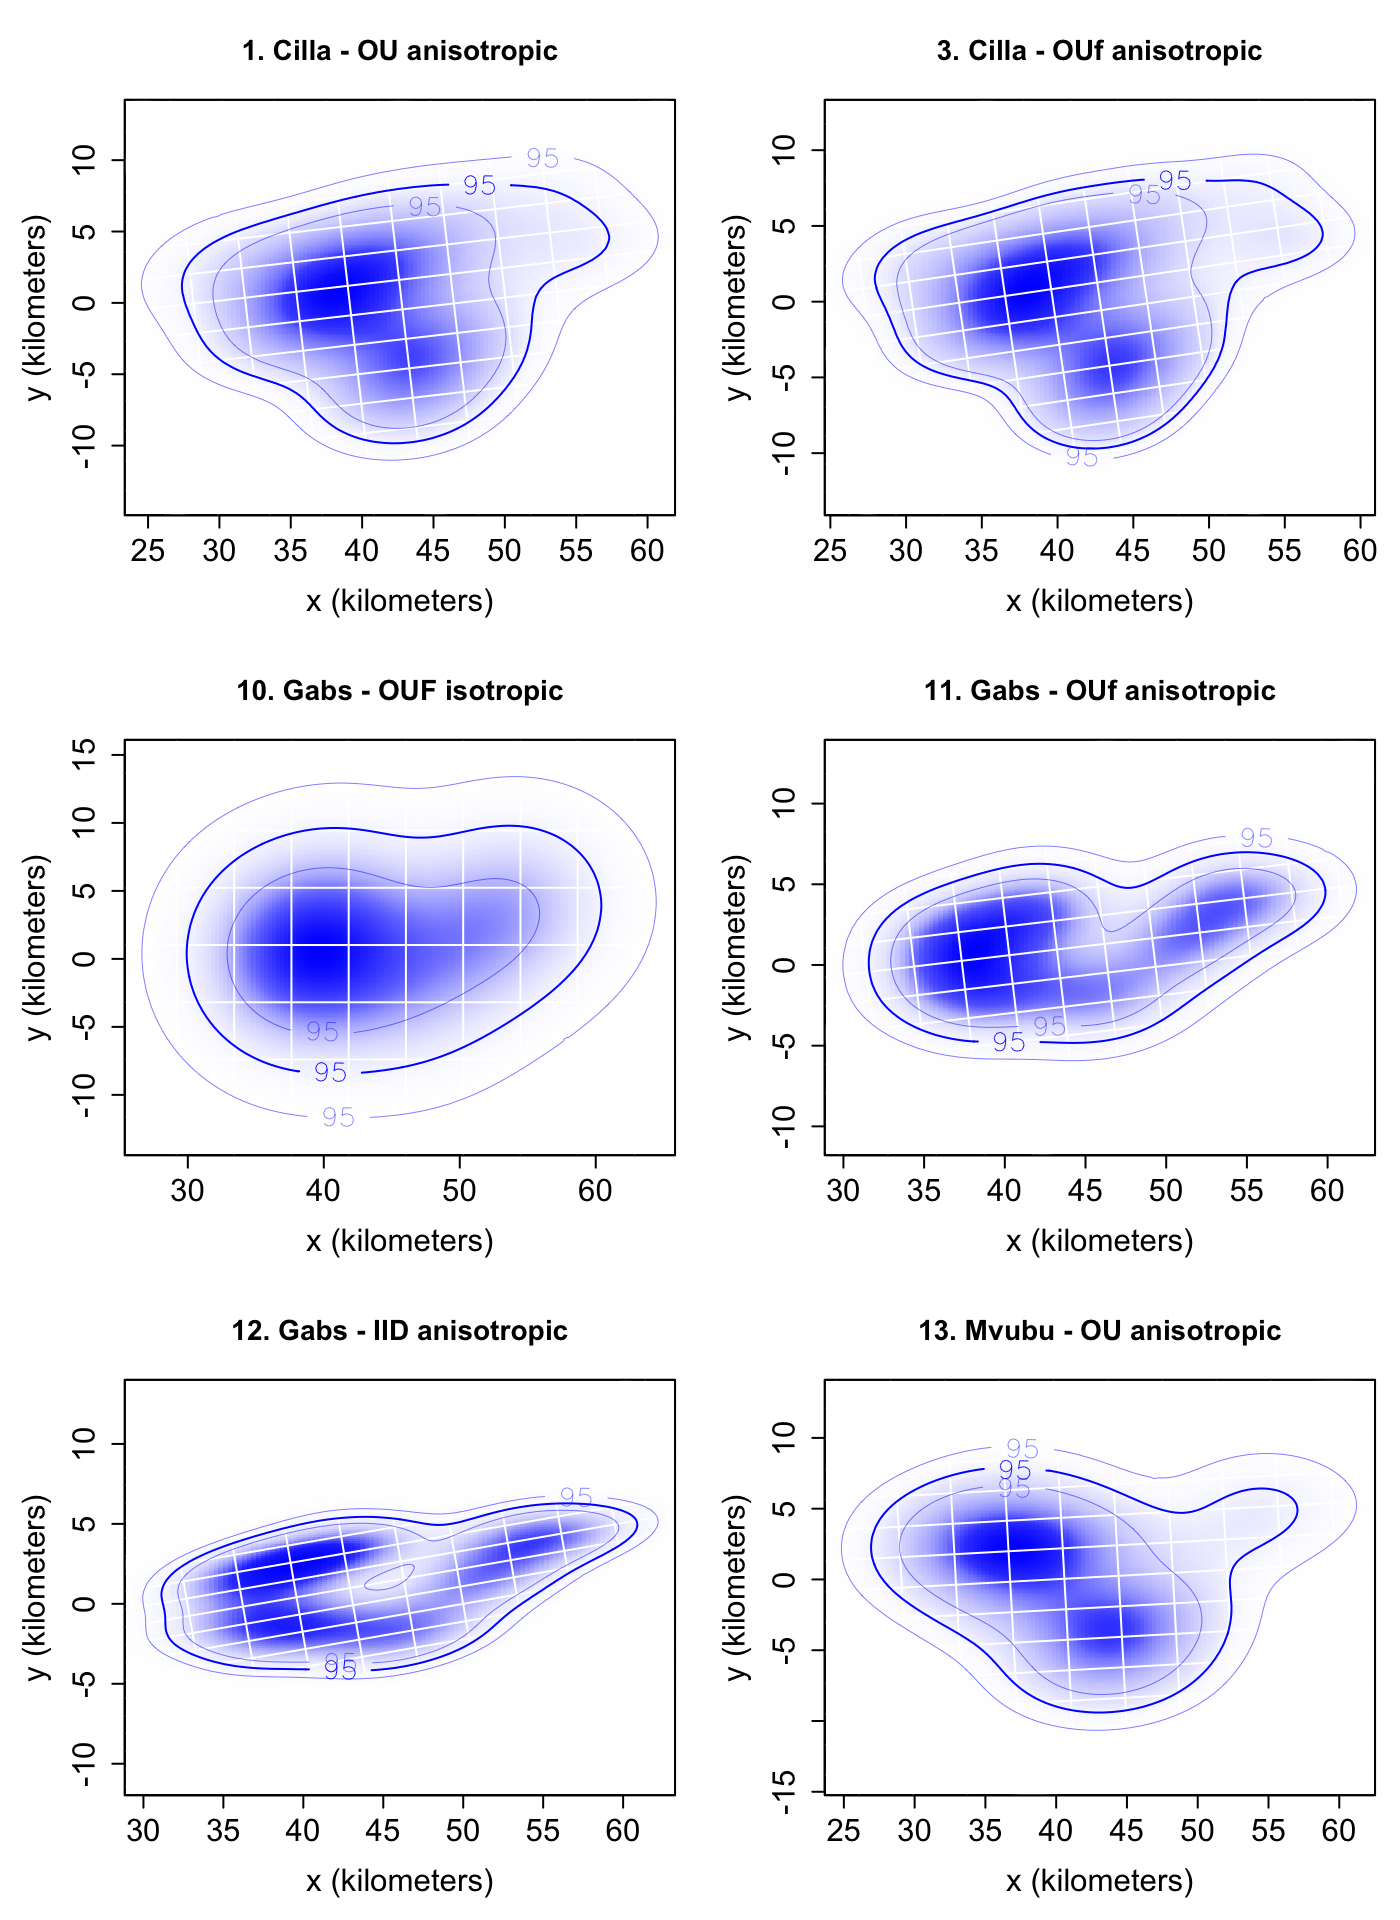 1. Cilla - OU anisotropic
y (kilometers)
10
5
0
-5
-10
95
95
95
25 30 35 40 45 50 55 60
x (kilometers)
3. Cilla - OUf anisotropic
y (kilometers)
10
5
0
-5
-10
95
95
95
25 30 35 40 45 50 55 60
x (kilometers)
10. Gabs - OUF isotropic
y (kilometers)
15
10
5
0
-5
-10
95
95
95
30 40 50 60
x (kilometers)
11. Gabs - OUf anisotropic
y (kilometers)
10
5
0
-5
-10
95
95
95
30 35 40 45 50 55 60
x (kilometers)
12. Gabs - IID anisotropic
y (kilometers)
10
5
0
-5
-10
95
95
95
30 35 40 45 50 55 60
x (kilometers)
13. Mvubu - OU anisotropic
y (kilometers)
10
5
0
-5
-15
95
95
95
25 30 35 40 45 50 55 60
x (kilometers)